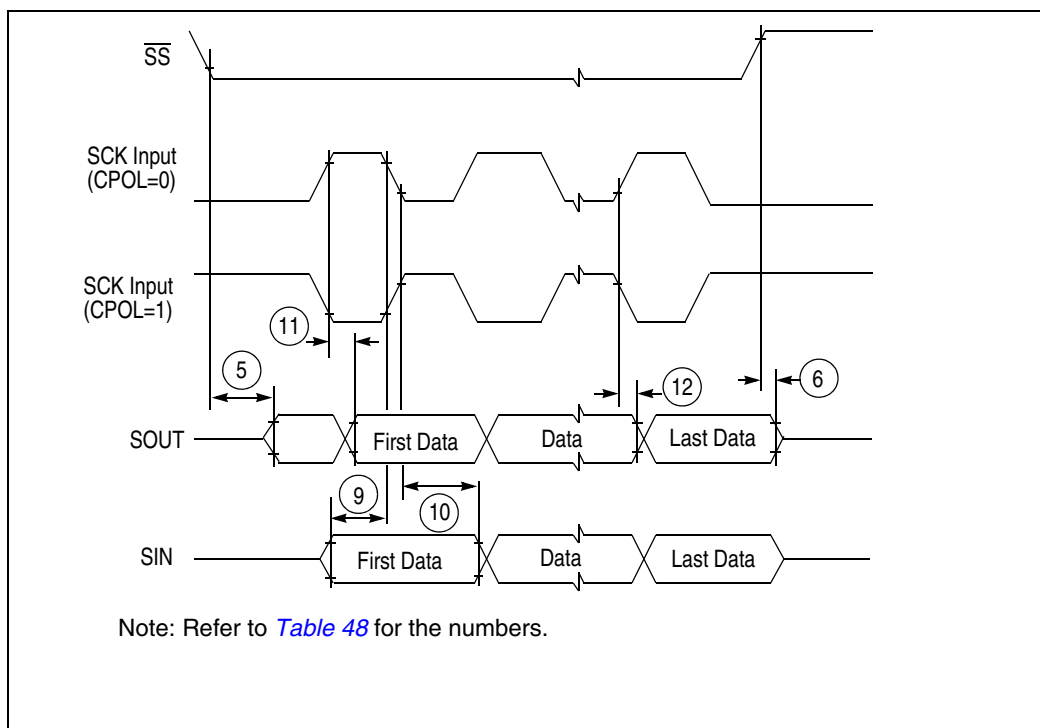 SS
SCK Input
(CPOL=0)
SCK Input
(CPOL=1)
11
5
12
6
SOUT
First Data
Data
Last Data
9
10
SIN
First Data
Data
Last Data
Note: Refer to Table 48 for the numbers.